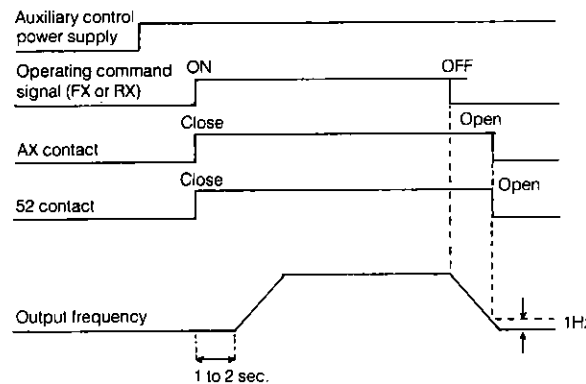 Auxiliary control
power supply
Operating command
signal (FX or RX)
ON
OFF
AX contact
Close
Open
52 contact
Close
Open
Output frequency
1Hz
1 to 2 sec.